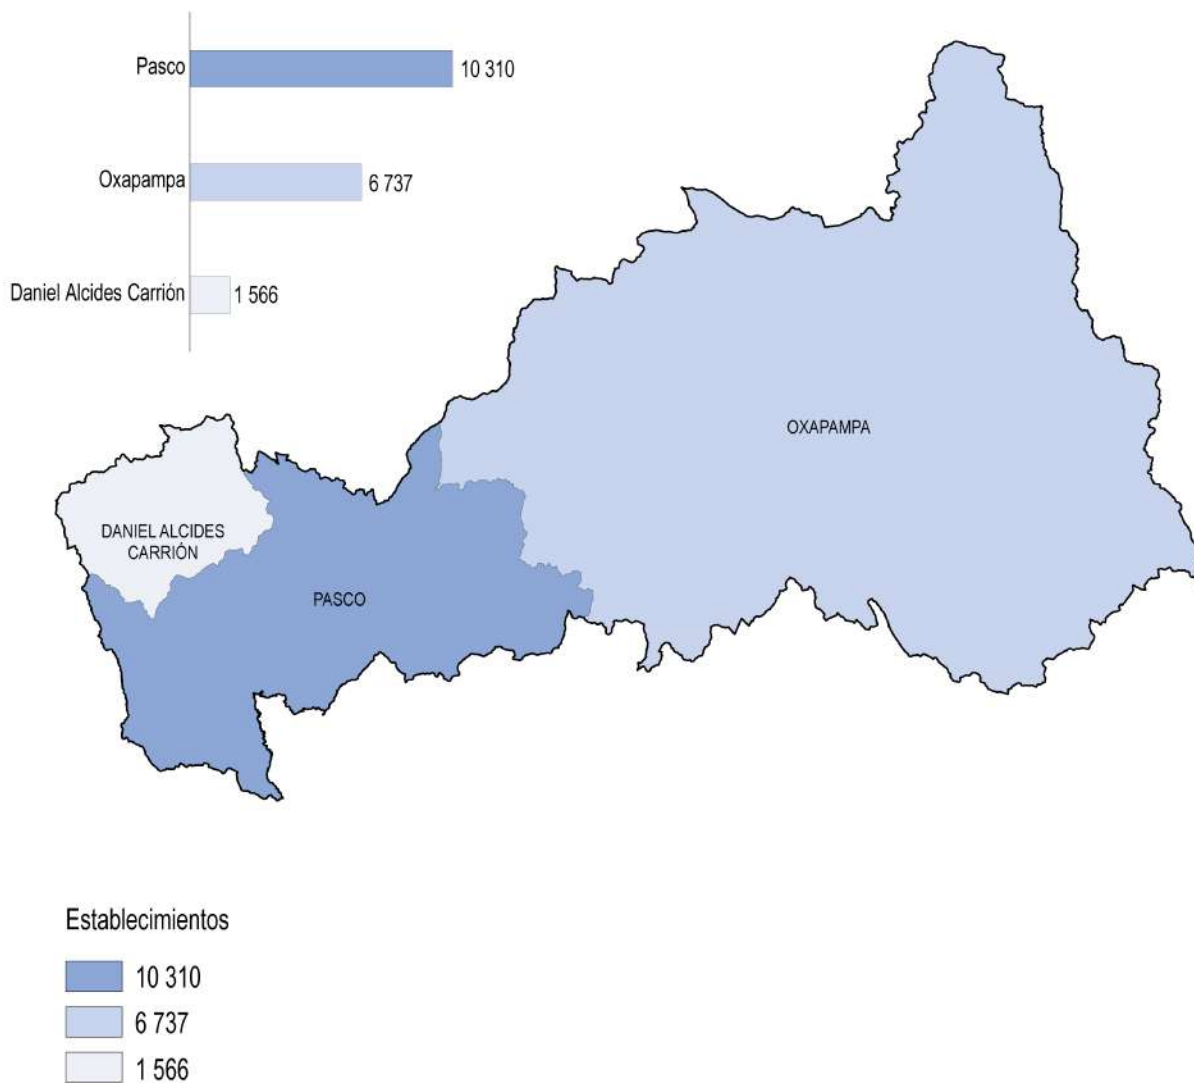 Pasco
10 310
Oxapampa
6 737
Daniel Alcides Carrión
1 566
OXAPAMPA
DANIEL ALCIDES
CARRIÓN
PASCO
Establecimientos
10 310
6 737
1 566